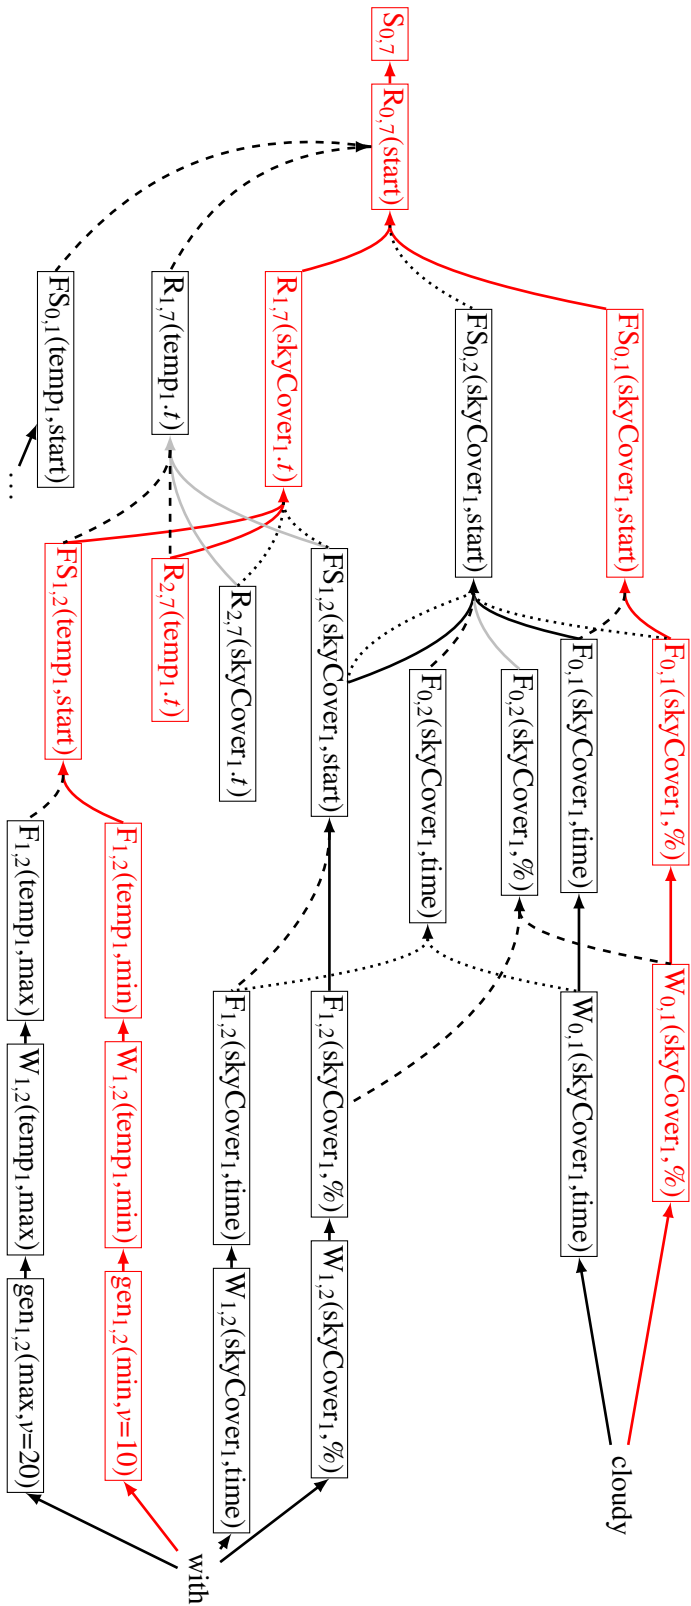 S0,7
R0,7(start)
FS0,1(temp1,start)
R1,7(temp1.t)
R1,7(skyCover1.t)
FS0,2(skyCover1,start)
FS0,1(skyCover1,start)
...
FS1,2(temp1,start)
R2,7(temp1.t)
R2,7(skyCover1.t)
FS1,2(skyCover1,start)
F0,2(skyCover1,time)
F0,2(skyCover1,%)
F0,1(skyCover1,time)
F0,1(skyCover1,%)
F1,2(temp1,max)
F1,2(temp1,min)
F1,2(skyCover1,time)
F1,2(skyCover1,%)
W0,1(skyCover1,time)
W0,1(skyCover1,%)
W1,2(temp1,max)
W1,2(temp1,min)
W1,2(skyCover1,time)
W1,2(skyCover1,%)
gen1,2(max,v=20)
gen1,2(min,v=10)
with
cloudy